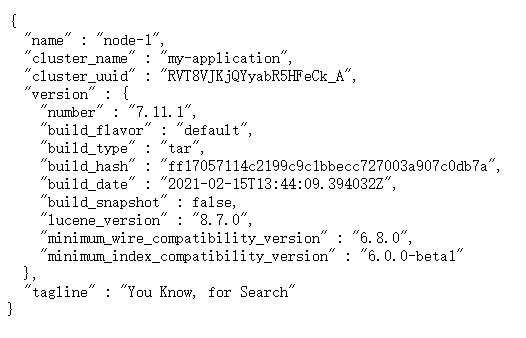 {
  "name" : "node-1",
  "cluster_name" : "my-application",
  "cluster_uuid" : "RVT8VJKjQYyabR5HFeCk_A",
  "version" : {
    "number" : "7.11.1",
    "build_flavor" : "default",
    "build_type" : "tar",
    "build_hash" : "ff17057114c2199c9c1bbecc727003a907c0db7a",
    "build_date" : "2021-02-15T13:44:09.394032Z",
    "build_snapshot" : false,
    "lucene_version" : "8.7.0",
    "minimum_wire_compatibility_version" : "6.8.0",
    "minimum_index_compatibility_version" : "6.0.0-beta1"
  },
  "tagline" : "You Know, for Search"
}